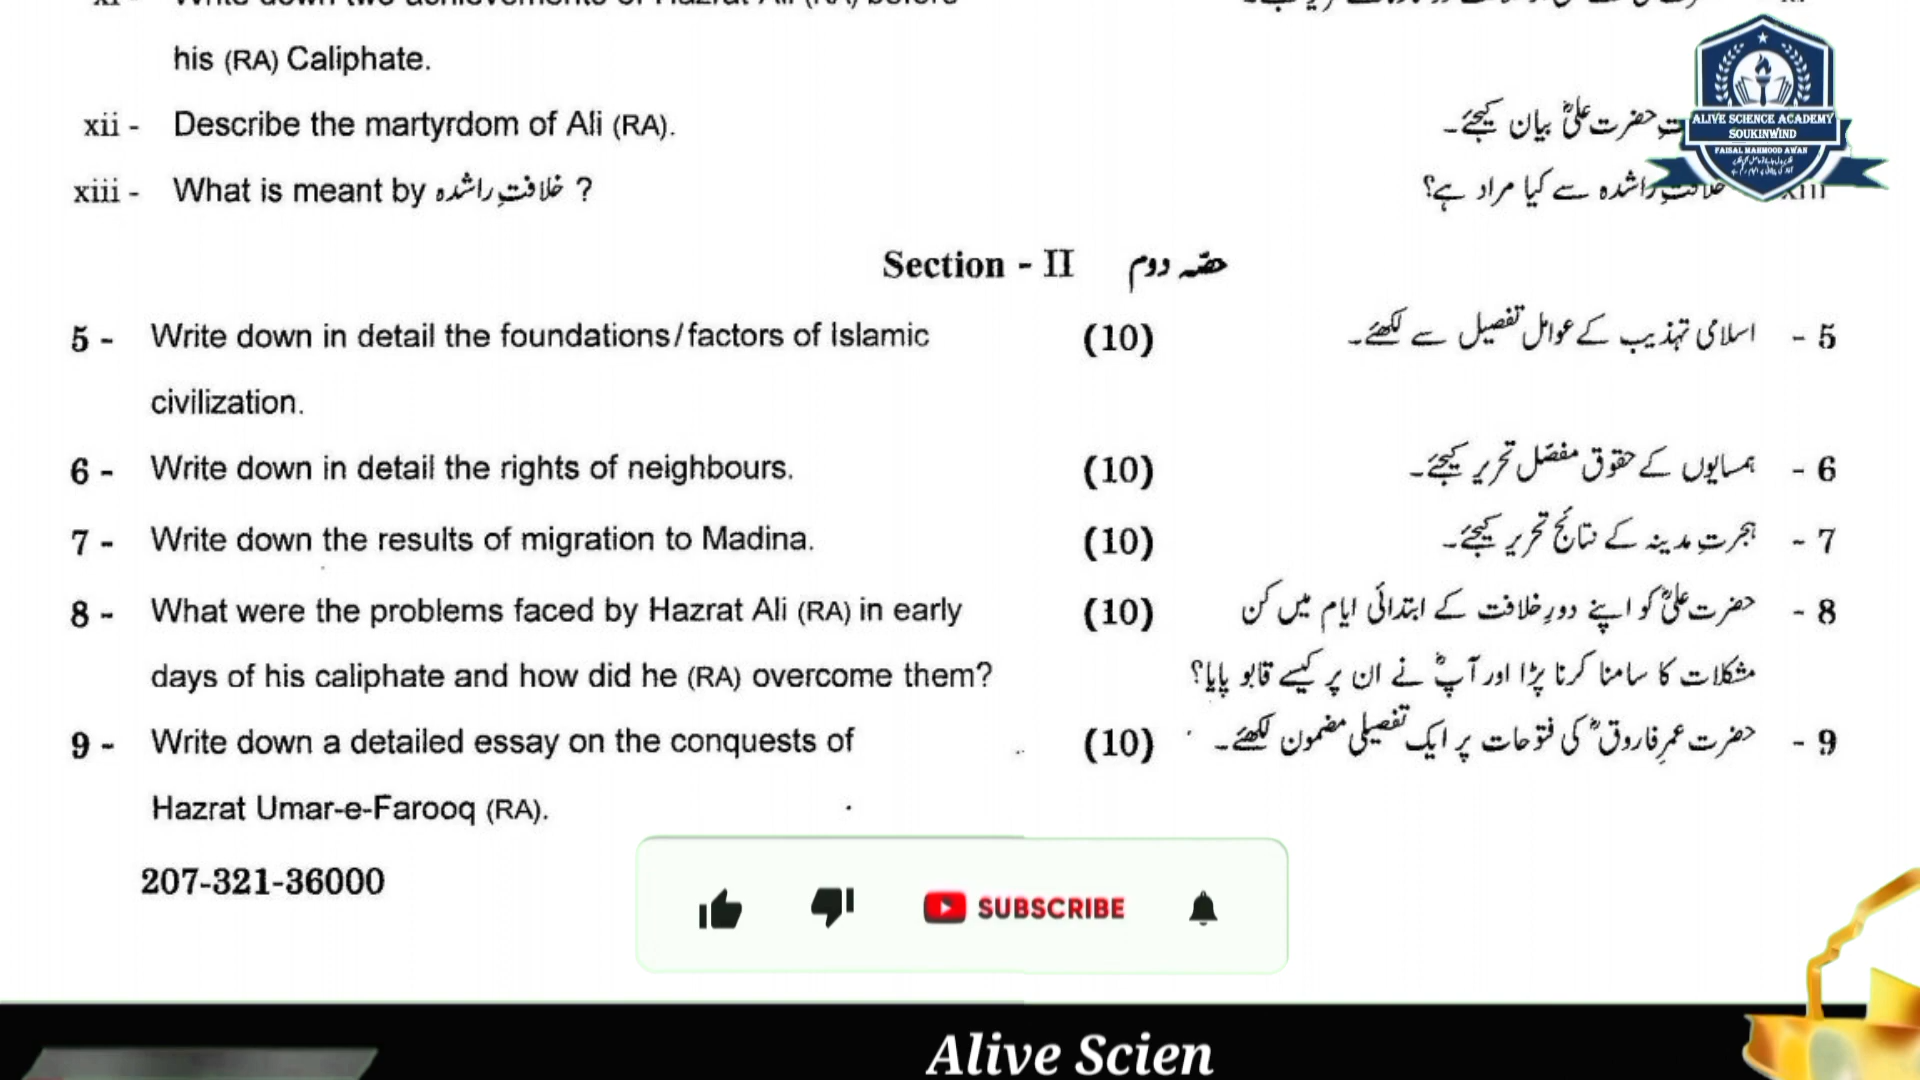 his (RA) Caliphate.
xii - Describe the martyrdom of Ali (RA). حضرت علیؓ بیان کیجئے۔
xiii - What is meant by خلافتِ راشدہ ? خلافتِ راشدہ سے کیا مراد ہے؟
ALIVE SCIENCE ACADEMY
SOUKINWIND
FAISAL MAHMOOD AWAN
Section - II حصّہ دوم
5 - Write down in detail the foundations/factors of Islamic (10) اسلامی تہذیب کے عوامل تفصیل سے لکھئے۔ - 5
civilization.
6 - Write down in detail the rights of neighbours. (10) ہمسایوں کے حقوق مفصّل تحریر کیجئے۔ - 6
7 - Write down the results of migration to Madina. (10) ہجرتِ مدینہ کے نتائج تحریر کیجئے۔ - 7
8 - What were the problems faced by Hazrat Ali (RA) in early (10) حضرت علیؓ کو اپنے دورِ خلافت کے ابتدائی ایام میں کن - 8
days of his caliphate and how did he (RA) overcome them? مشکلات کا سامنا کرنا پڑا اور آپؓ نے ان پر کیسے قابو پایا؟
9 - Write down a detailed essay on the conquests of (10) حضرت عمرِ فاروقؓ کی فتوحات پر ایک تفصیلی مضمون لکھئے۔ - 9
Hazrat Umar-e-Farooq (RA).
207-321-36000
SUBSCRIBE
Alive Scien